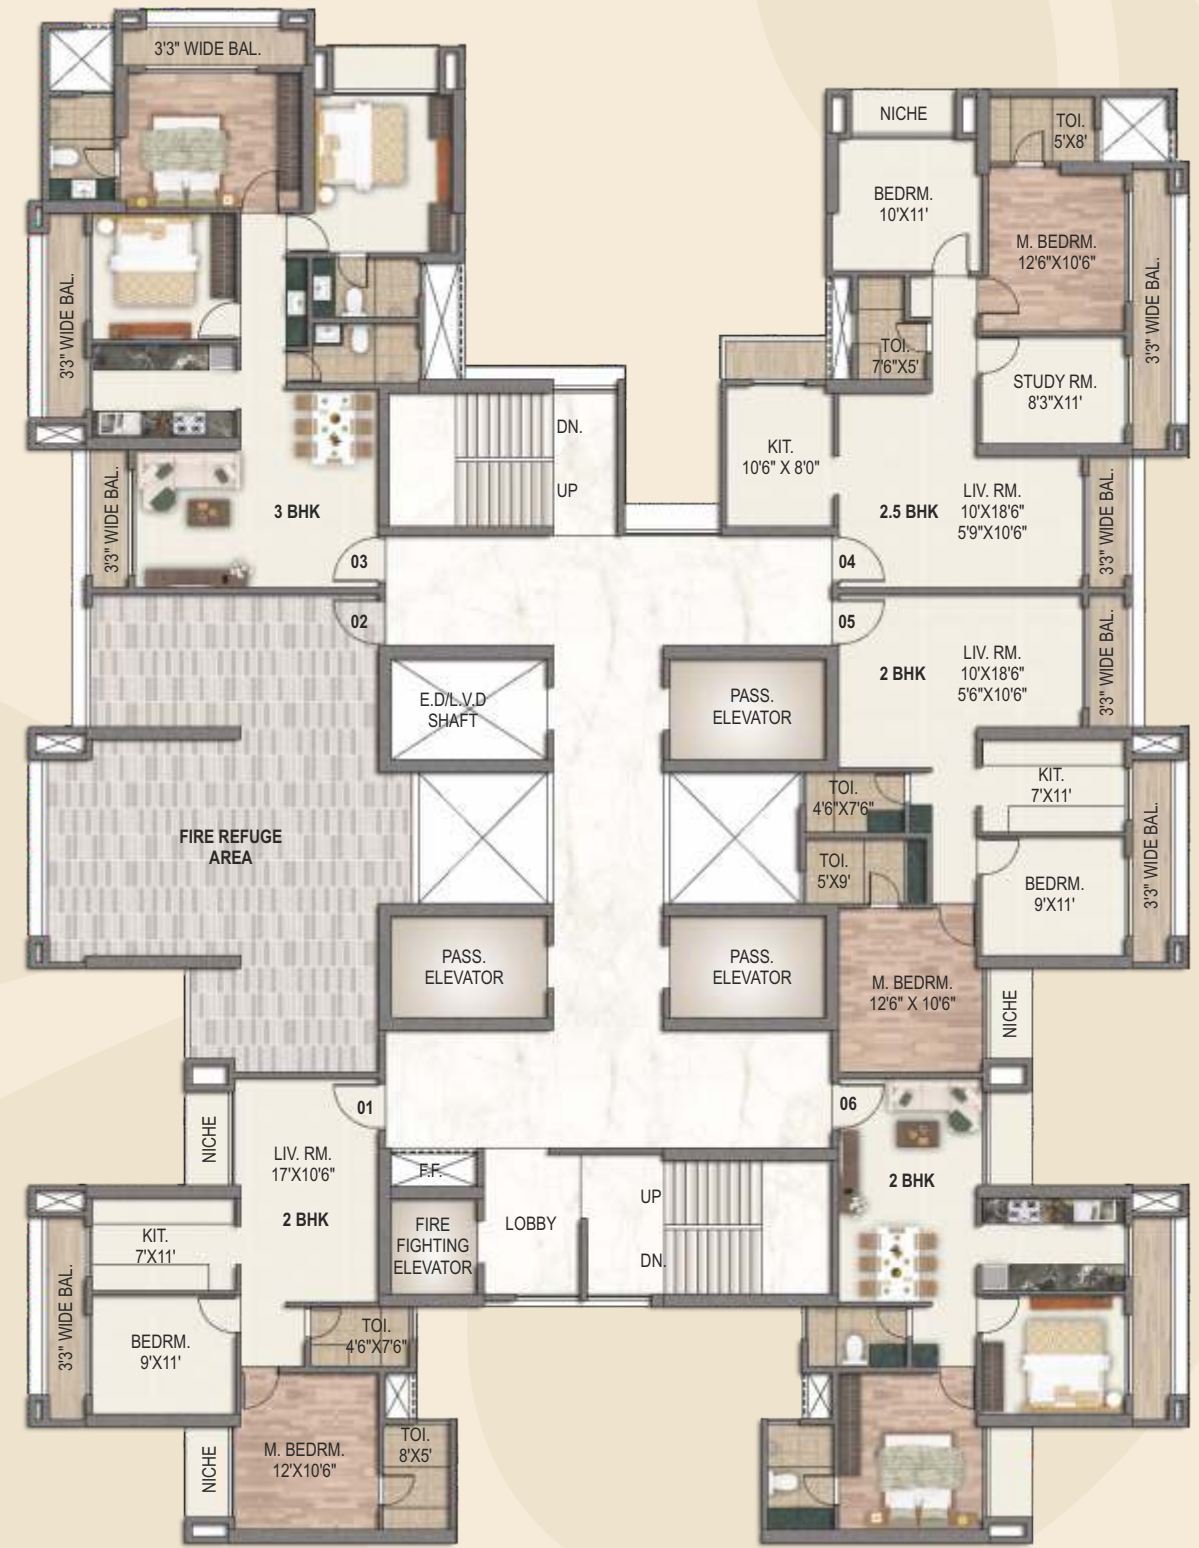 3'3" WIDE BAL.
3'3" WIDE BAL.
3'3" WIDE BAL.
3 BHK
03
02
DN.
UP
NICHE
TOI.
5'X8'
BEDRM.
10'X11'
M. BEDRM.
12'6"X10'6"
3'3" WIDE BAL.
TOI.
7'6"X5'
STUDY RM.
8'3"X11'
KIT.
10'6" X 8'0"
2.5 BHK
LIV. RM.
10'X18'6"
5'9"X10'6"
3'3" WIDE BAL.
04
05
2 BHK
LIV. RM.
10'X18'6"
5'6"X10'6"
3'3" WIDE BAL.
E.D/L.V.D
SHAFT
PASS.
ELEVATOR
TOI.
4'6"X7'6"
KIT.
7'X11'
3'3" WIDE BAL.
FIRE REFUGE
AREA
TOI.
5'X9'
BEDRM.
9'X11'
PASS.
ELEVATOR
PASS.
ELEVATOR
M. BEDRM.
12'6" X 10'6"
NICHE
01
06
NICHE
LIV. RM.
17'X10'6"
2 BHK
F.F.
FIRE
FIGHTING
ELEVATOR
LOBBY
UP
DN.
2 BHK
KIT.
7'X11'
3'3" WIDE BAL.
BEDRM.
9'X11'
TOI.
4'6"X7'6"
NICHE
M. BEDRM.
12'X10'6"
TOI.
8'X5'